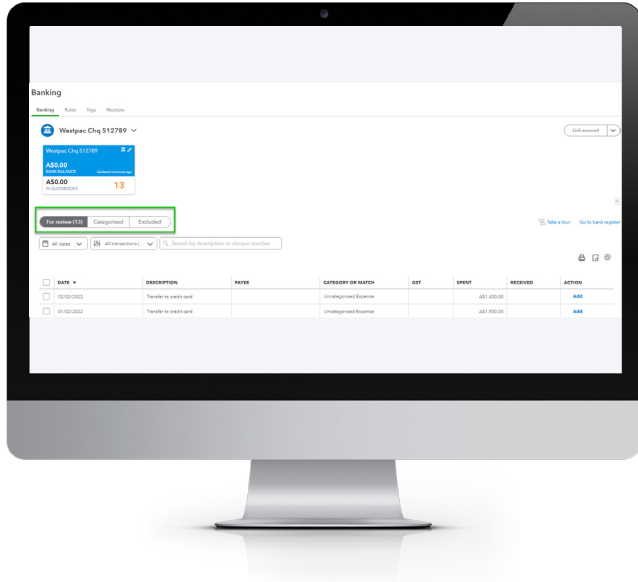 Banking
Banking Rules Tags Receipts
Westpac Chq 512789
Link account
Westpac Chq 512789
A$0.00
BANK BALANCE Updated moments ago
A$0.00
IN QUICKBOOKS
13
For review (13) Categorised Excluded
Take a tour Go to bank register
All dates All transactions (... Search by description or cheque number
DATE DESCRIPTION PAYEE CATEGORY OR MATCH GST SPENT RECEIVED ACTION
02/02/2022 Transfer to credit card Uncategorised Expense A$1,400.00 Add
01/02/2022 Transfer to credit card Uncategorised Expense A$1,900.00 Add